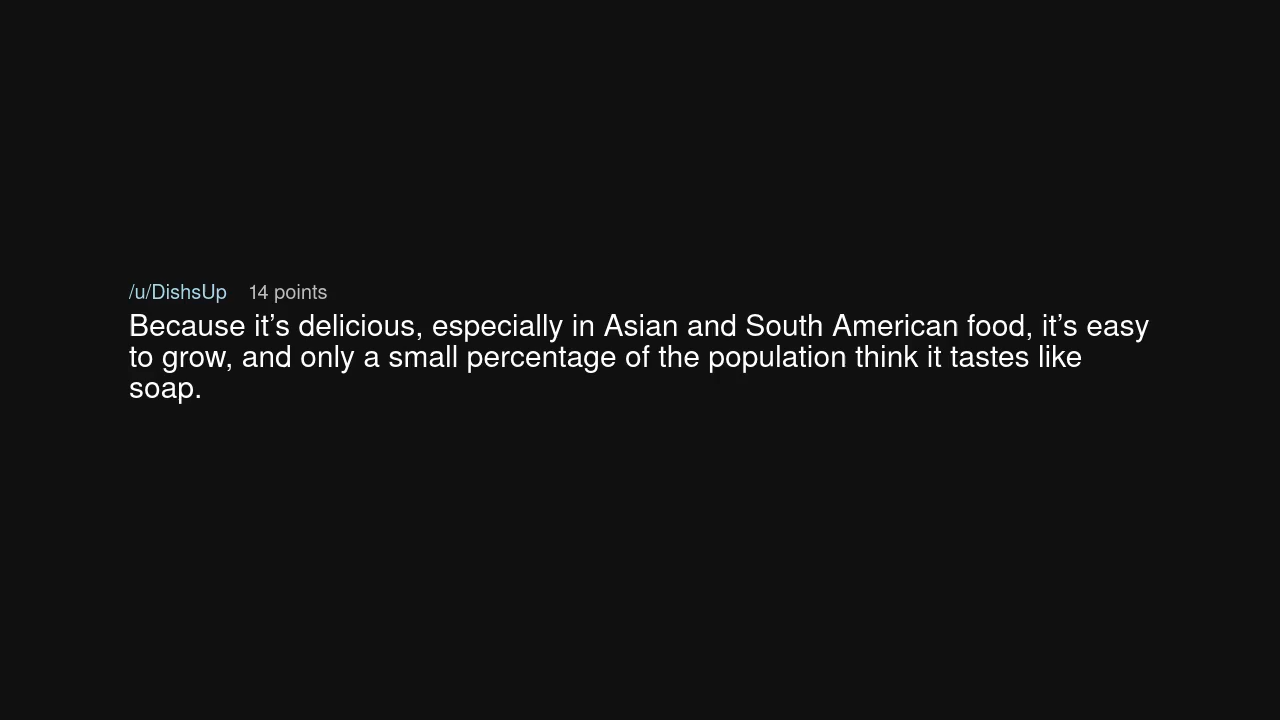 /u/DishsUp 14 points
Because it’s delicious, especially in Asian and South American food, it’s easy
to grow, and only a small percentage of the population think it tastes like
soap.